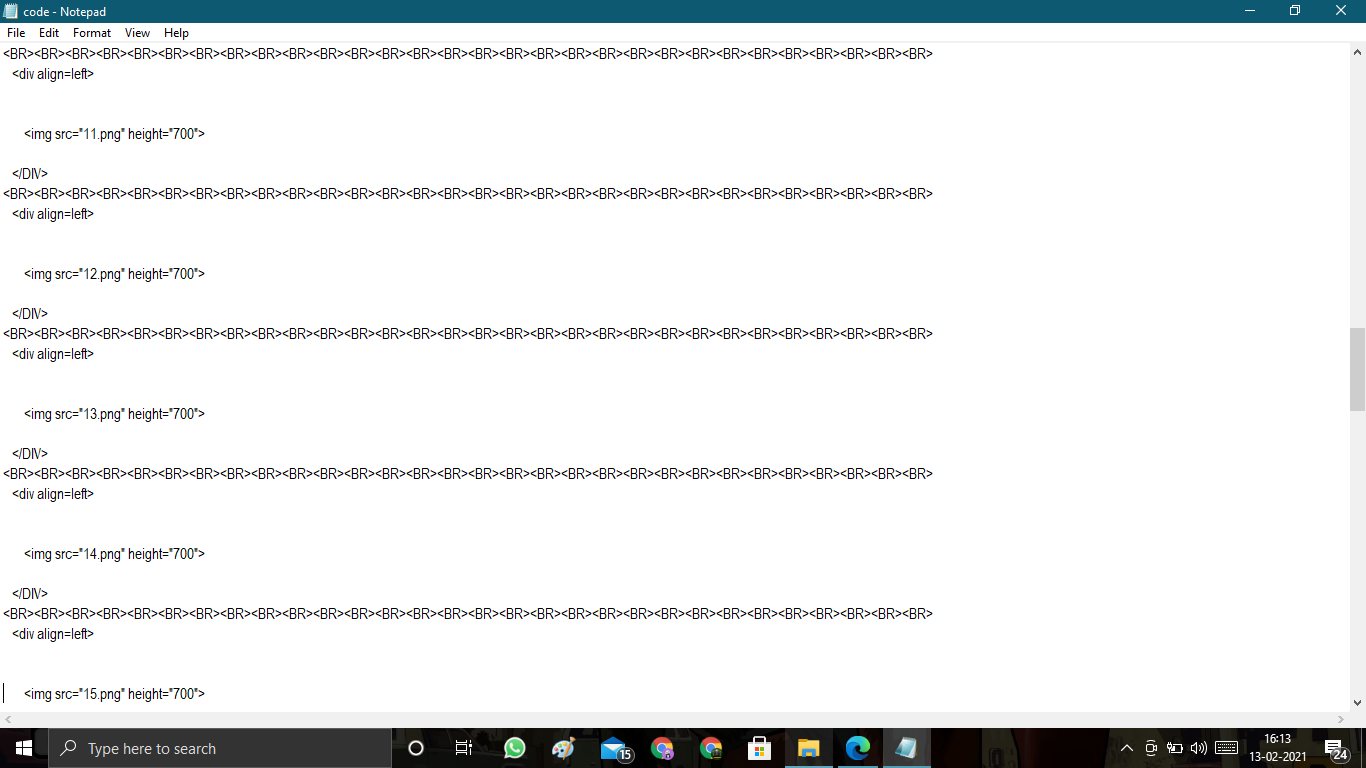 code - Notepad
File Edit Format View Help
<BR><BR><BR><BR><BR><BR><BR><BR><BR><BR><BR><BR><BR><BR><BR><BR><BR><BR><BR><BR><BR><BR><BR><BR><BR><BR><BR><BR><BR><BR>
<div align=left>
<img src="11.png" height="700">
</DIV>
<BR><BR><BR><BR><BR><BR><BR><BR><BR><BR><BR><BR><BR><BR><BR><BR><BR><BR><BR><BR><BR><BR><BR><BR><BR><BR><BR><BR><BR><BR>
<div align=left>
<img src="12.png" height="700">
</DIV>
<BR><BR><BR><BR><BR><BR><BR><BR><BR><BR><BR><BR><BR><BR><BR><BR><BR><BR><BR><BR><BR><BR><BR><BR><BR><BR><BR><BR><BR><BR>
<div align=left>
<img src="13.png" height="700">
</DIV>
<BR><BR><BR><BR><BR><BR><BR><BR><BR><BR><BR><BR><BR><BR><BR><BR><BR><BR><BR><BR><BR><BR><BR><BR><BR><BR><BR><BR><BR><BR>
<div align=left>
<img src="14.png" height="700">
</DIV>
<BR><BR><BR><BR><BR><BR><BR><BR><BR><BR><BR><BR><BR><BR><BR><BR><BR><BR><BR><BR><BR><BR><BR><BR><BR><BR><BR><BR><BR><BR>
<div align=left>
<img src="15.png" height="700">
Type here to search
15
16:13
13-02-2021
24